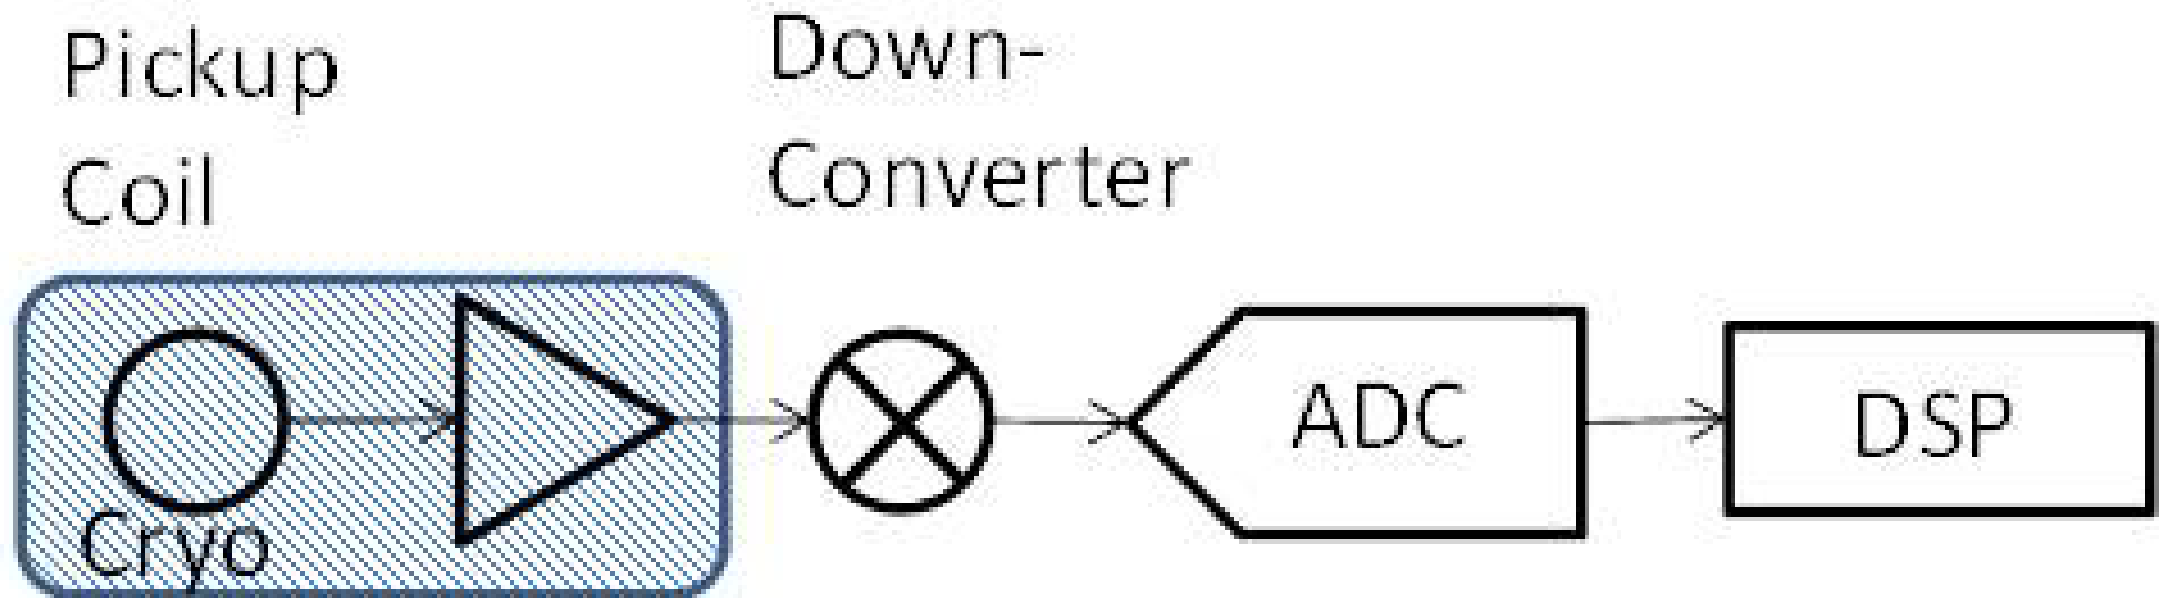 Pickup
Coil
Down-
Converter
Cryo
ADC
DSP